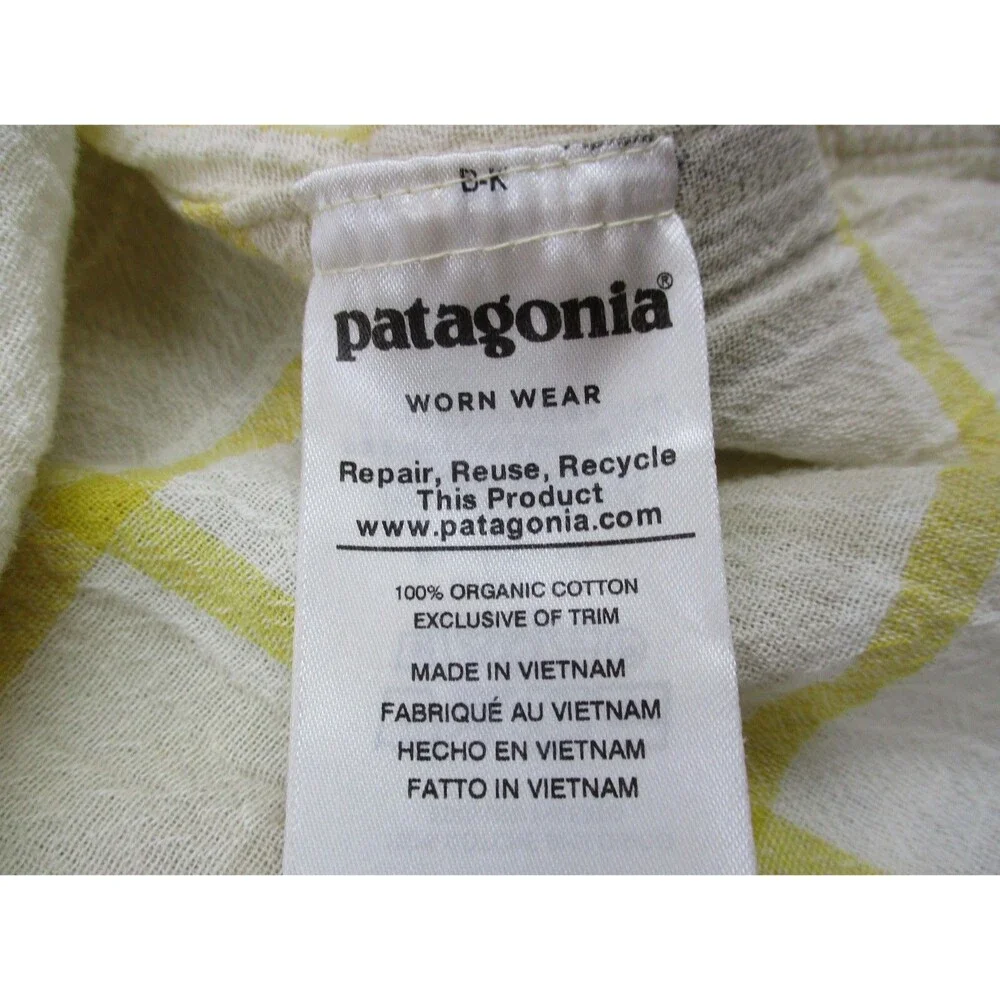 B-K
patagonia®
WORN WEAR
Repair, Reuse, Recycle
This Product
www.patagonia.com
100% ORGANIC COTTON
EXCLUSIVE OF TRIM
MADE IN VIETNAM
FABRIQUÉ AU VIETNAM
HECHO EN VIETNAM
FATTO IN VIETNAM